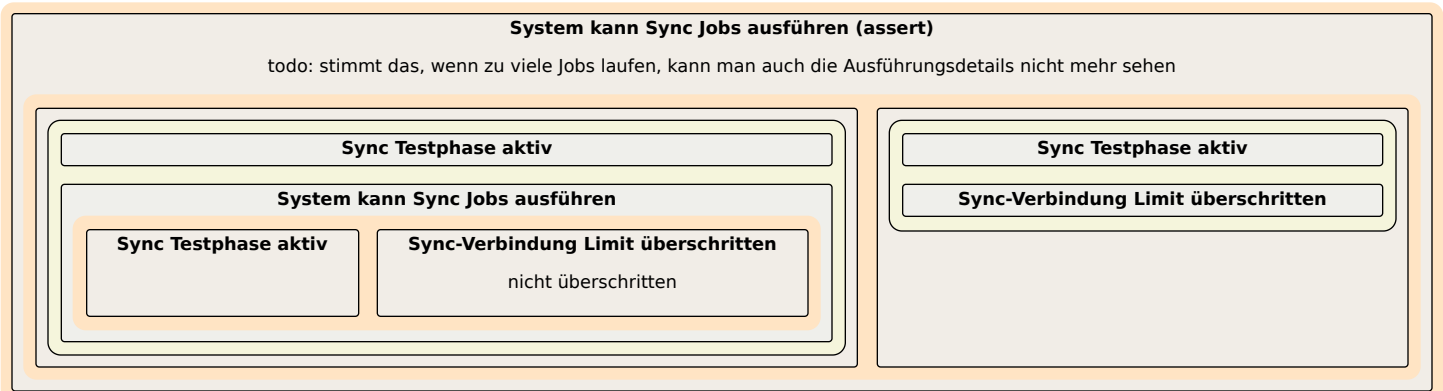 System kann Sync Jobs ausführen (assert)
todo: stimmt das, wenn zu viele Jobs laufen, kann man auch die Ausführungsdetails nicht mehr sehen
Sync Testphase aktiv
System kann Sync Jobs ausführen
Sync Testphase aktiv
Sync-Verbindung Limit überschritten
nicht überschritten
Sync Testphase aktiv
Sync-Verbindung Limit überschritten